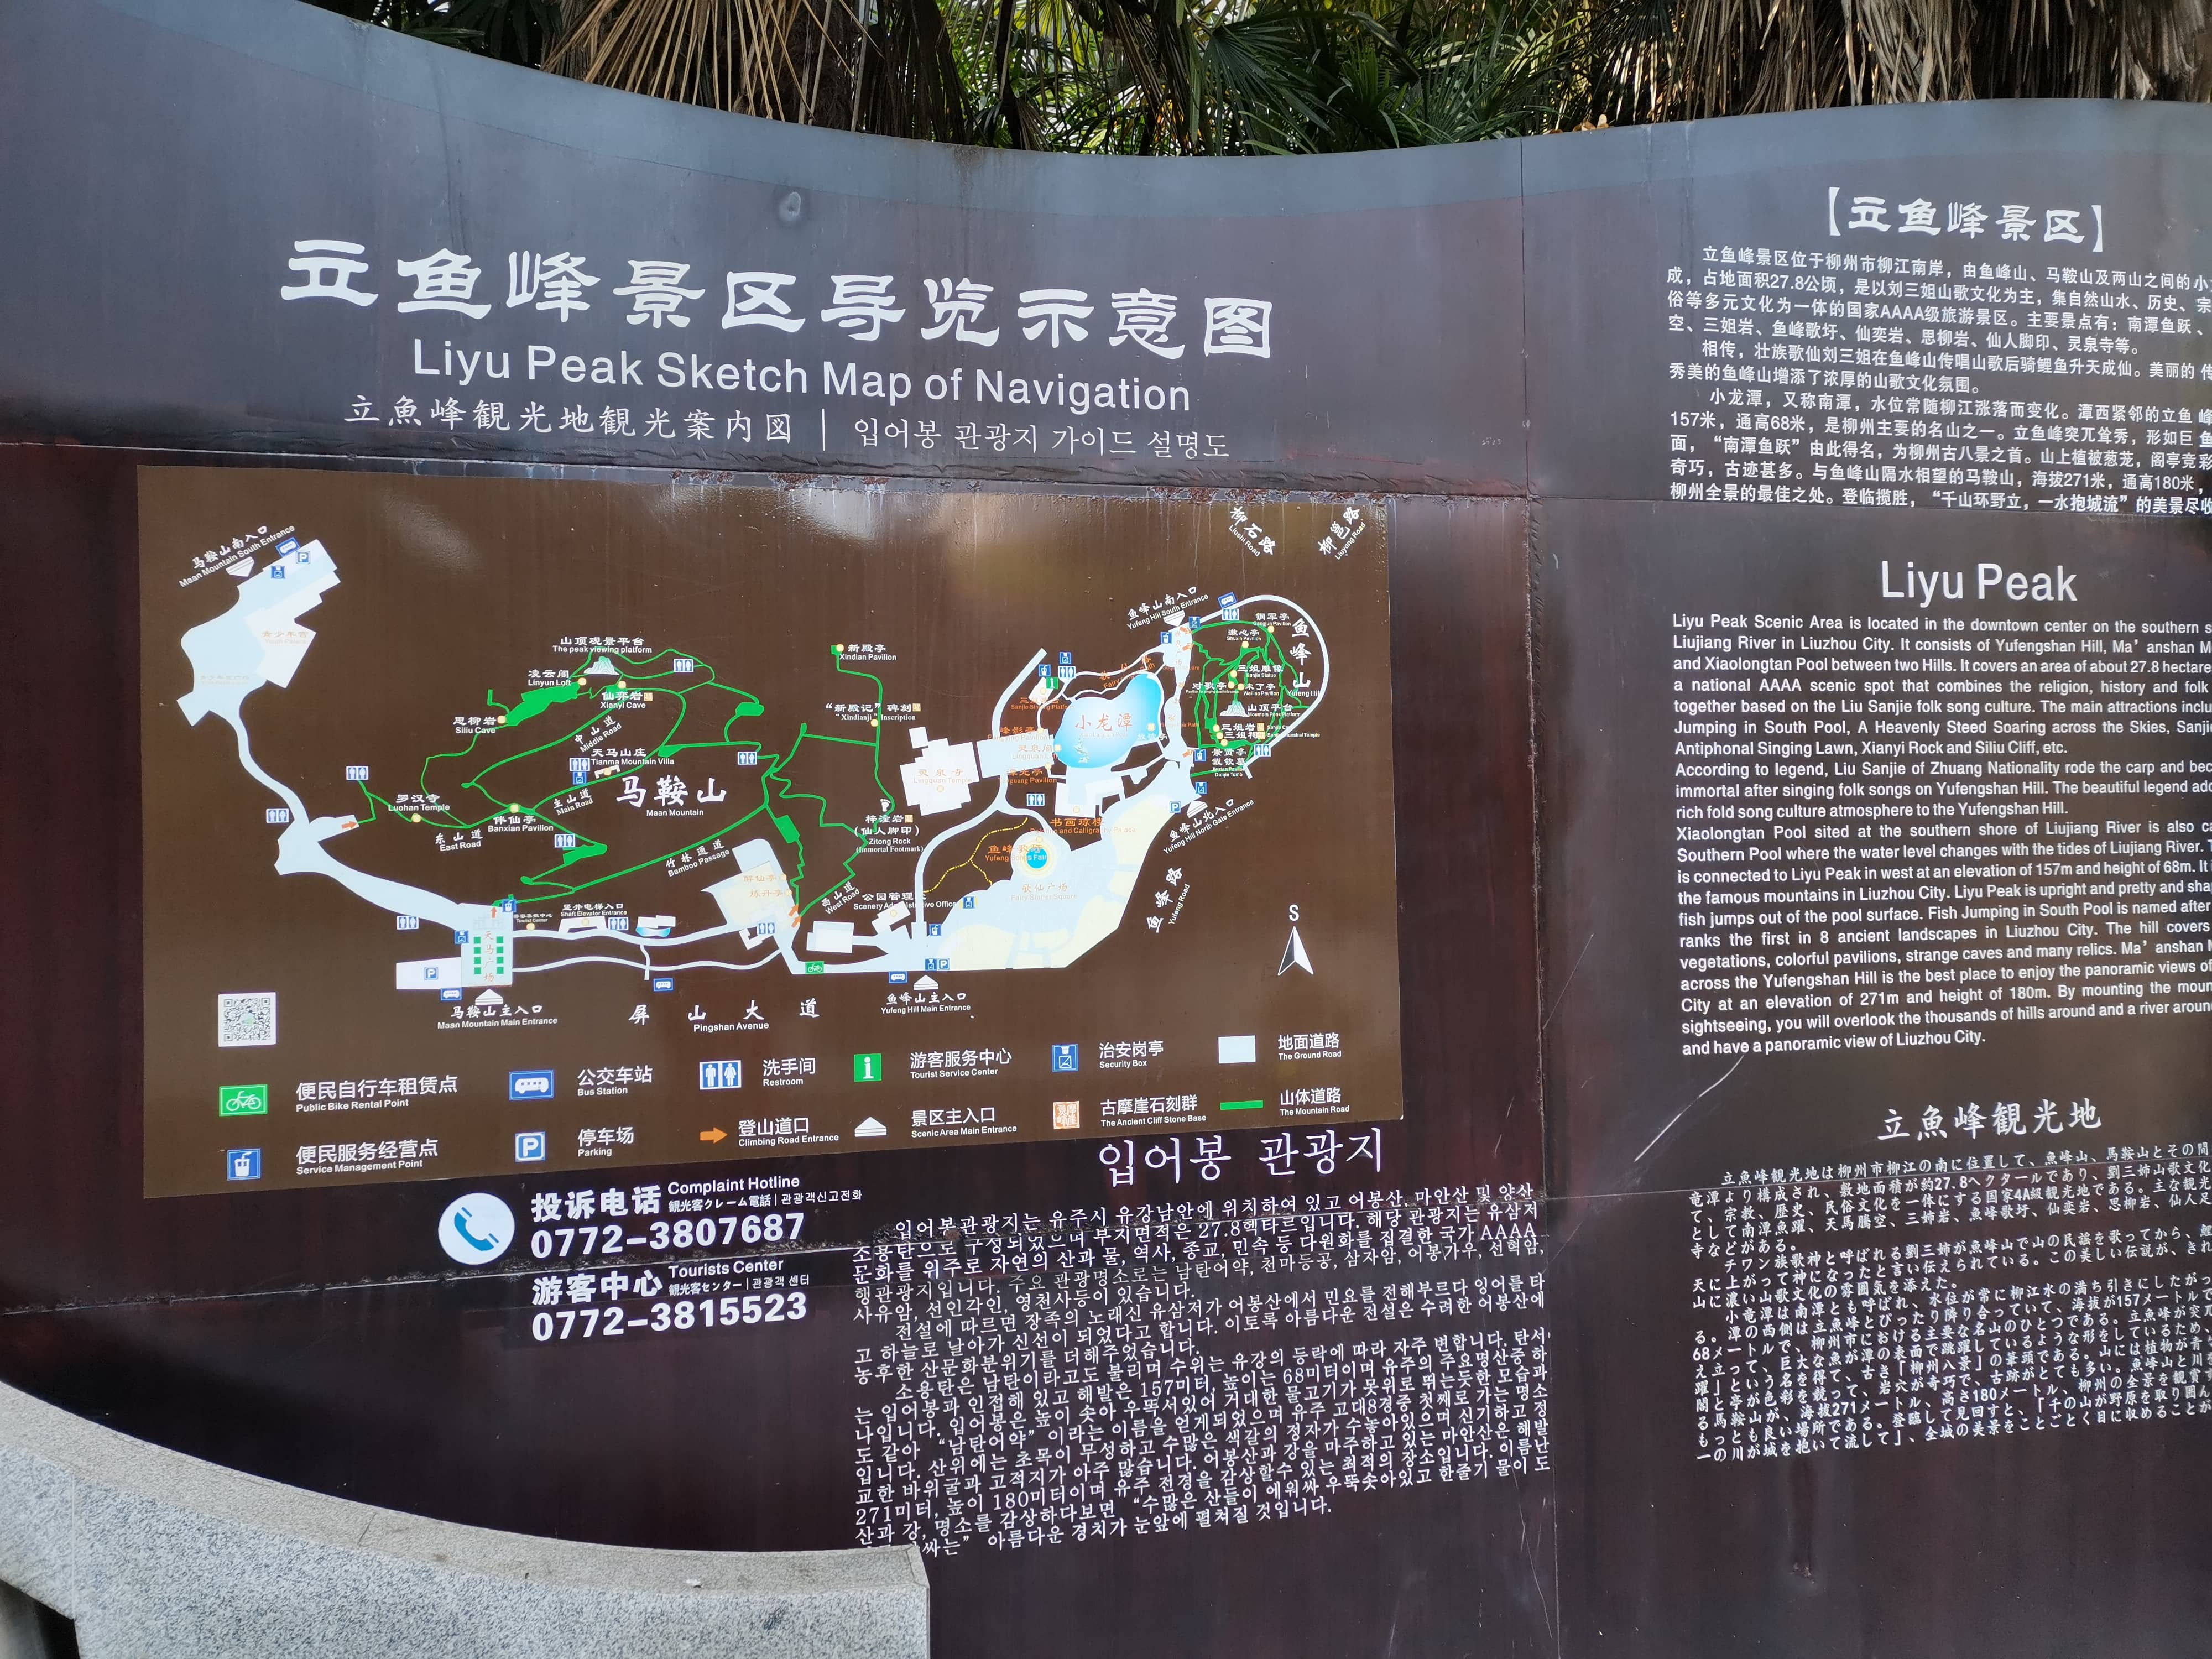 立鱼峰景区导览示意图
Liyu Peak Sketch Map of Navigation
立魚峰観光地観光案内図 | 입어봉 관광지 가이드 설명도
马鞍山南入口
Maan Mountain South Entrance
青少年宫
柳石路
Liushi Road
柳邕路
Liuyong Road
鱼峰山南入口
Yufeng Hill South Entrance
鱼峰山
Yufeng Hill
山顶观景平台
The peak viewing platform
凌云阁
Linyun Loft
仙弈岩
Xianyi Cave
思柳岩
Siliu Cave
中山道
Middle Road
天马山庄
Tianma Mountain Villa
马鞍山
Maan Mountain
主山道
Main Road
罗汉寺
Luohan Temple
伴仙亭
Banxian Pavilion
东山道
East Road
竹林通道
Bamboo Passage
新殿亭
Xindian Pavilion
“新殿记”碑刻
"Xindianji" Inscription
梓潼岩
(仙人脚印)
Zitong Rock
(Immortal Footmark)
西山道
West Road
公园管理
灵泉寺
Lingquan Temple
小龙潭
山顶平台
三姐岩
鱼峰山北入口
Yufeng Hill North Gate Entrance
鱼峰路
Yufeng Road
歌仙广场
竖井电梯入口
Shaft Elevator Entrance
天马广场
马鞍山主入口
Maan Mountain Main Entrance
屏山大道
Pingshan Avenue
鱼峰山主入口
Yufeng Hill Main Entrance
S
便民自行车租赁点
Public Bike Rental Point
公交车站
Bus Station
洗手间
Restroom
游客服务中心
Tourist Service Center
治安岗亭
Security Box
地面道路
The Ground Road
便民服务经营点
Service Management Point
停车场
Parking
登山道口
Climbing Road Entrance
景区主入口
Scenic Area Main Entrance
古摩崖石刻群
The Ancient Cliff Stone Base
山体道路
The Mountain Road
投诉电话 Complaint Hotline
観光客クレーム電話 | 관광객신고전화
0772-3807687
游客中心 Tourists Center
観光客センター | 관광객 센터
0772-3815523
입어봉 관광지
입어봉관광지는 유주시 유강남안에 위치하여 있고 어봉산, 마안산 및 양산
소용탄으로 구성되었으며 부지면적은 27.8헥타르입니다. 해당 관광지는 유삼저
문화를 위주로 자연의 산과 물, 역사, 종교, 민속 등 다원화를 집결한 국가 AAAA
행관광지입니다. 주요 관광명소로는 남탄어약, 천마등공, 삼자암, 어봉가우, 선혁암,
사유암, 선인각인, 영천사등이 있습니다.
전설에 따르면 장족의 노래신 유삼저가 어봉산에서 민요를 전해부르다 잉어를 타
고 하늘로 날아가 신선이 되었다고 합니다. 이토록 아름다운 전설은 수려한 어봉산에
농후한 산문화분위기를 더해주었습니다.
소용탄은 남탄이라고도 불리며 수위는 유강의 등락에 따라 자주 변합니다. 탄서
는 입어봉과 인접해 있고 해발은 157미터, 높이는 68미터이며 유주의 주요명산중 하
나입니다. 입어봉은 높이 솟아 우뚝서있어 거대한 물고기가 못위로 뛰는듯한 모습과
도 같아 “남탄어약” 이라는 이름을 얻게되었으며 유주 고대8경중 첫째로 가는 명소
입니다. 산위에는 초목이 무성하고 수많은 색깔의 정자가 수놓아있으며 신기하고 정
교한 바위굴과 고적지가 아주 많습니다. 어봉산과 강을 마주하고 있는 마안산은 해발
271미터, 높이 180미터이며 유주 전경을 감상할수 있는 최적의 장소입니다. 이름난
산과 강, 명소를 감상하다보면 “수많은 산들이 에워싸 우뚝솟아있고 한줄기 물이 도
싸는” 아름다운 경치가 눈앞에 펼쳐질 것입니다.
【立鱼峰景区】
立鱼峰景区位于柳州市柳江南岸，由鱼峰山、马鞍山及两山之间的小
成，占地面积27.8公顷，是以刘三姐山歌文化为主，集自然山水、历史、宗
俗等多元文化为一体的国家AAAA级旅游景区。主要景点有：南潭鱼跃、
空、三姐岩、鱼峰歌圩、仙奕岩、思柳岩、仙人脚印、灵泉寺等。
相传，壮族歌仙刘三姐在鱼峰山传唱山歌后骑鲤鱼升天成仙。美丽的传
秀美的鱼峰山增添了浓厚的山歌文化氛围。
小龙潭，又称南潭，水位常随柳江涨落而变化。潭西紧邻的立鱼峰
157米，通高68米，是柳州主要的名山之一。立鱼峰突兀耸秀，形如巨鱼
面，“南潭鱼跃”由此得名，为柳州古八景之首。山上植被葱茏，阁亭竞彩
奇巧，古迹甚多。与鱼峰山隔水相望的马鞍山，海拔271米，通高180米，
柳州全景的最佳之处。登临揽胜，“千山环野立，一水抱城流”的美景尽收
Liyu Peak
Liyu Peak Scenic Area is located in the downtown center on the southern s
Liujiang River in Liuzhou City. It consists of Yufengshan Hill, Ma' anshan M
and Xiaolongtan Pool between two Hills. It covers an area of about 27.8 hectare
a national AAAA scenic spot that combines the religion, history and folk
together based on the Liu Sanjie folk song culture. The main attractions inclu
Jumping in South Pool, A Heavenly Steed Soaring across the Skies, Sanji
Antiphonal Singing Lawn, Xianyi Rock and Siliu Cliff, etc.
According to legend, Liu Sanjie of Zhuang Nationality rode the carp and bec
immortal after singing folk songs on Yufengshan Hill. The beautiful legend add
rich fold song culture atmosphere to the Yufengshan Hill.
Xiaolongtan Pool sited at the southern shore of Liujiang River is also ca
Southern Pool where the water level changes with the tides of Liujiang River. T
is connected to Liyu Peak in west at an elevation of 157m and height of 68m. It i
the famous mountains in Liuzhou City. Liyu Peak is upright and pretty and sha
fish jumps out of the pool surface. Fish Jumping in South Pool is named after
ranks the first in 8 ancient landscapes in Liuzhou City. The hill covers
vegetations, colorful pavilions, strange caves and many relics. Ma' anshan M
across the Yufengshan Hill is the best place to enjoy the panoramic views of
City at an elevation of 271m and height of 180m. By mounting the moun
sightseeing, you will overlook the thousands of hills around and a river aroun
and have a panoramic view of Liuzhou City.
立魚峰観光地
立魚峰観光地は柳州市柳江の南に位置して、魚峰山、馬鞍山とその間
竜潭より構成され、敷地面積が約27.8ヘクタールであり、劉三姉山歌文化
て、宗教、歴史、民俗文化を一体にする国家4A級観光地である。主な観光
として南潭魚躍、天馬騰空、三姉岩、魚峰歌圩、仙奕岩、思柳岩、仙人足
寺などがある。
チワン族歌神と呼ばれる劉三姉が魚峰山で山の民謡を歌ってから、鯉
天に上がって神になったと言い伝えられている。この美しい伝説が、きれ
山に濃い山歌文化の雰囲気を添えた。
小竜潭は南潭とも呼ばれ、水位が常に柳江水の満ち引きにしたがっ
る。潭の西側は立魚峰とぴったり隣り合っていて、海抜が157メートルで
68メートルで、柳州市における主要な名山のひとつである。立魚峰が突
え立って、巨大な魚が潭の表面で跳躍しているような形をしているため、
躍」という名を得て、古き「柳州八景」の筆頭である。山には植物が青
閣と亭が色彩を競って、岩穴が奇巧で、古跡がとても多い。魚峰山と川
る馬鞍山が、海抜271メートル、高さ180メートル、柳州の全景を観賞
もっとも良い場所である。登臨して見回すと、「千の山が野原を取り囲ん
一の川が城を抱いて流して」、全城の美景をことごとく目に収めることが